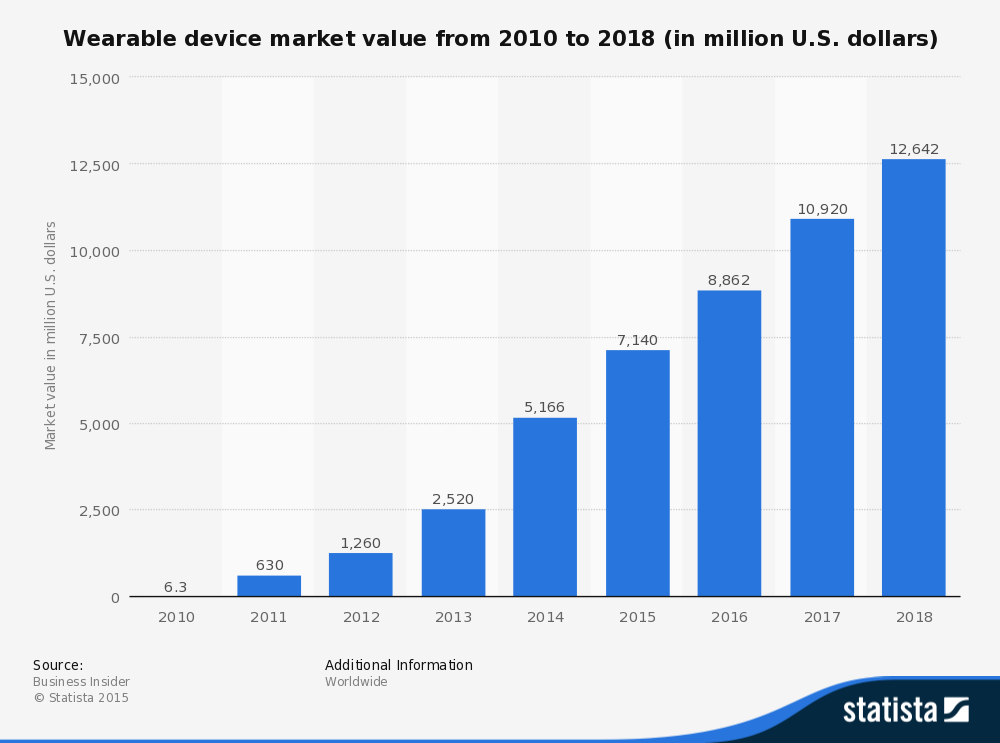 Wearable device market value from 2010 to 2018 (in million U.S. dollars)
Market value in million U.S. dollars
15,000
12,500
10,000
7,500
5,000
2,500
0
6.3
630
1,260
2,520
5,166
7,140
8,862
10,920
12,642
2010 2011 2012 2013 2014 2015 2016 2017 2018
Source:
Business Insider
© Statista 2015
Additional Information
Worldwide
statista